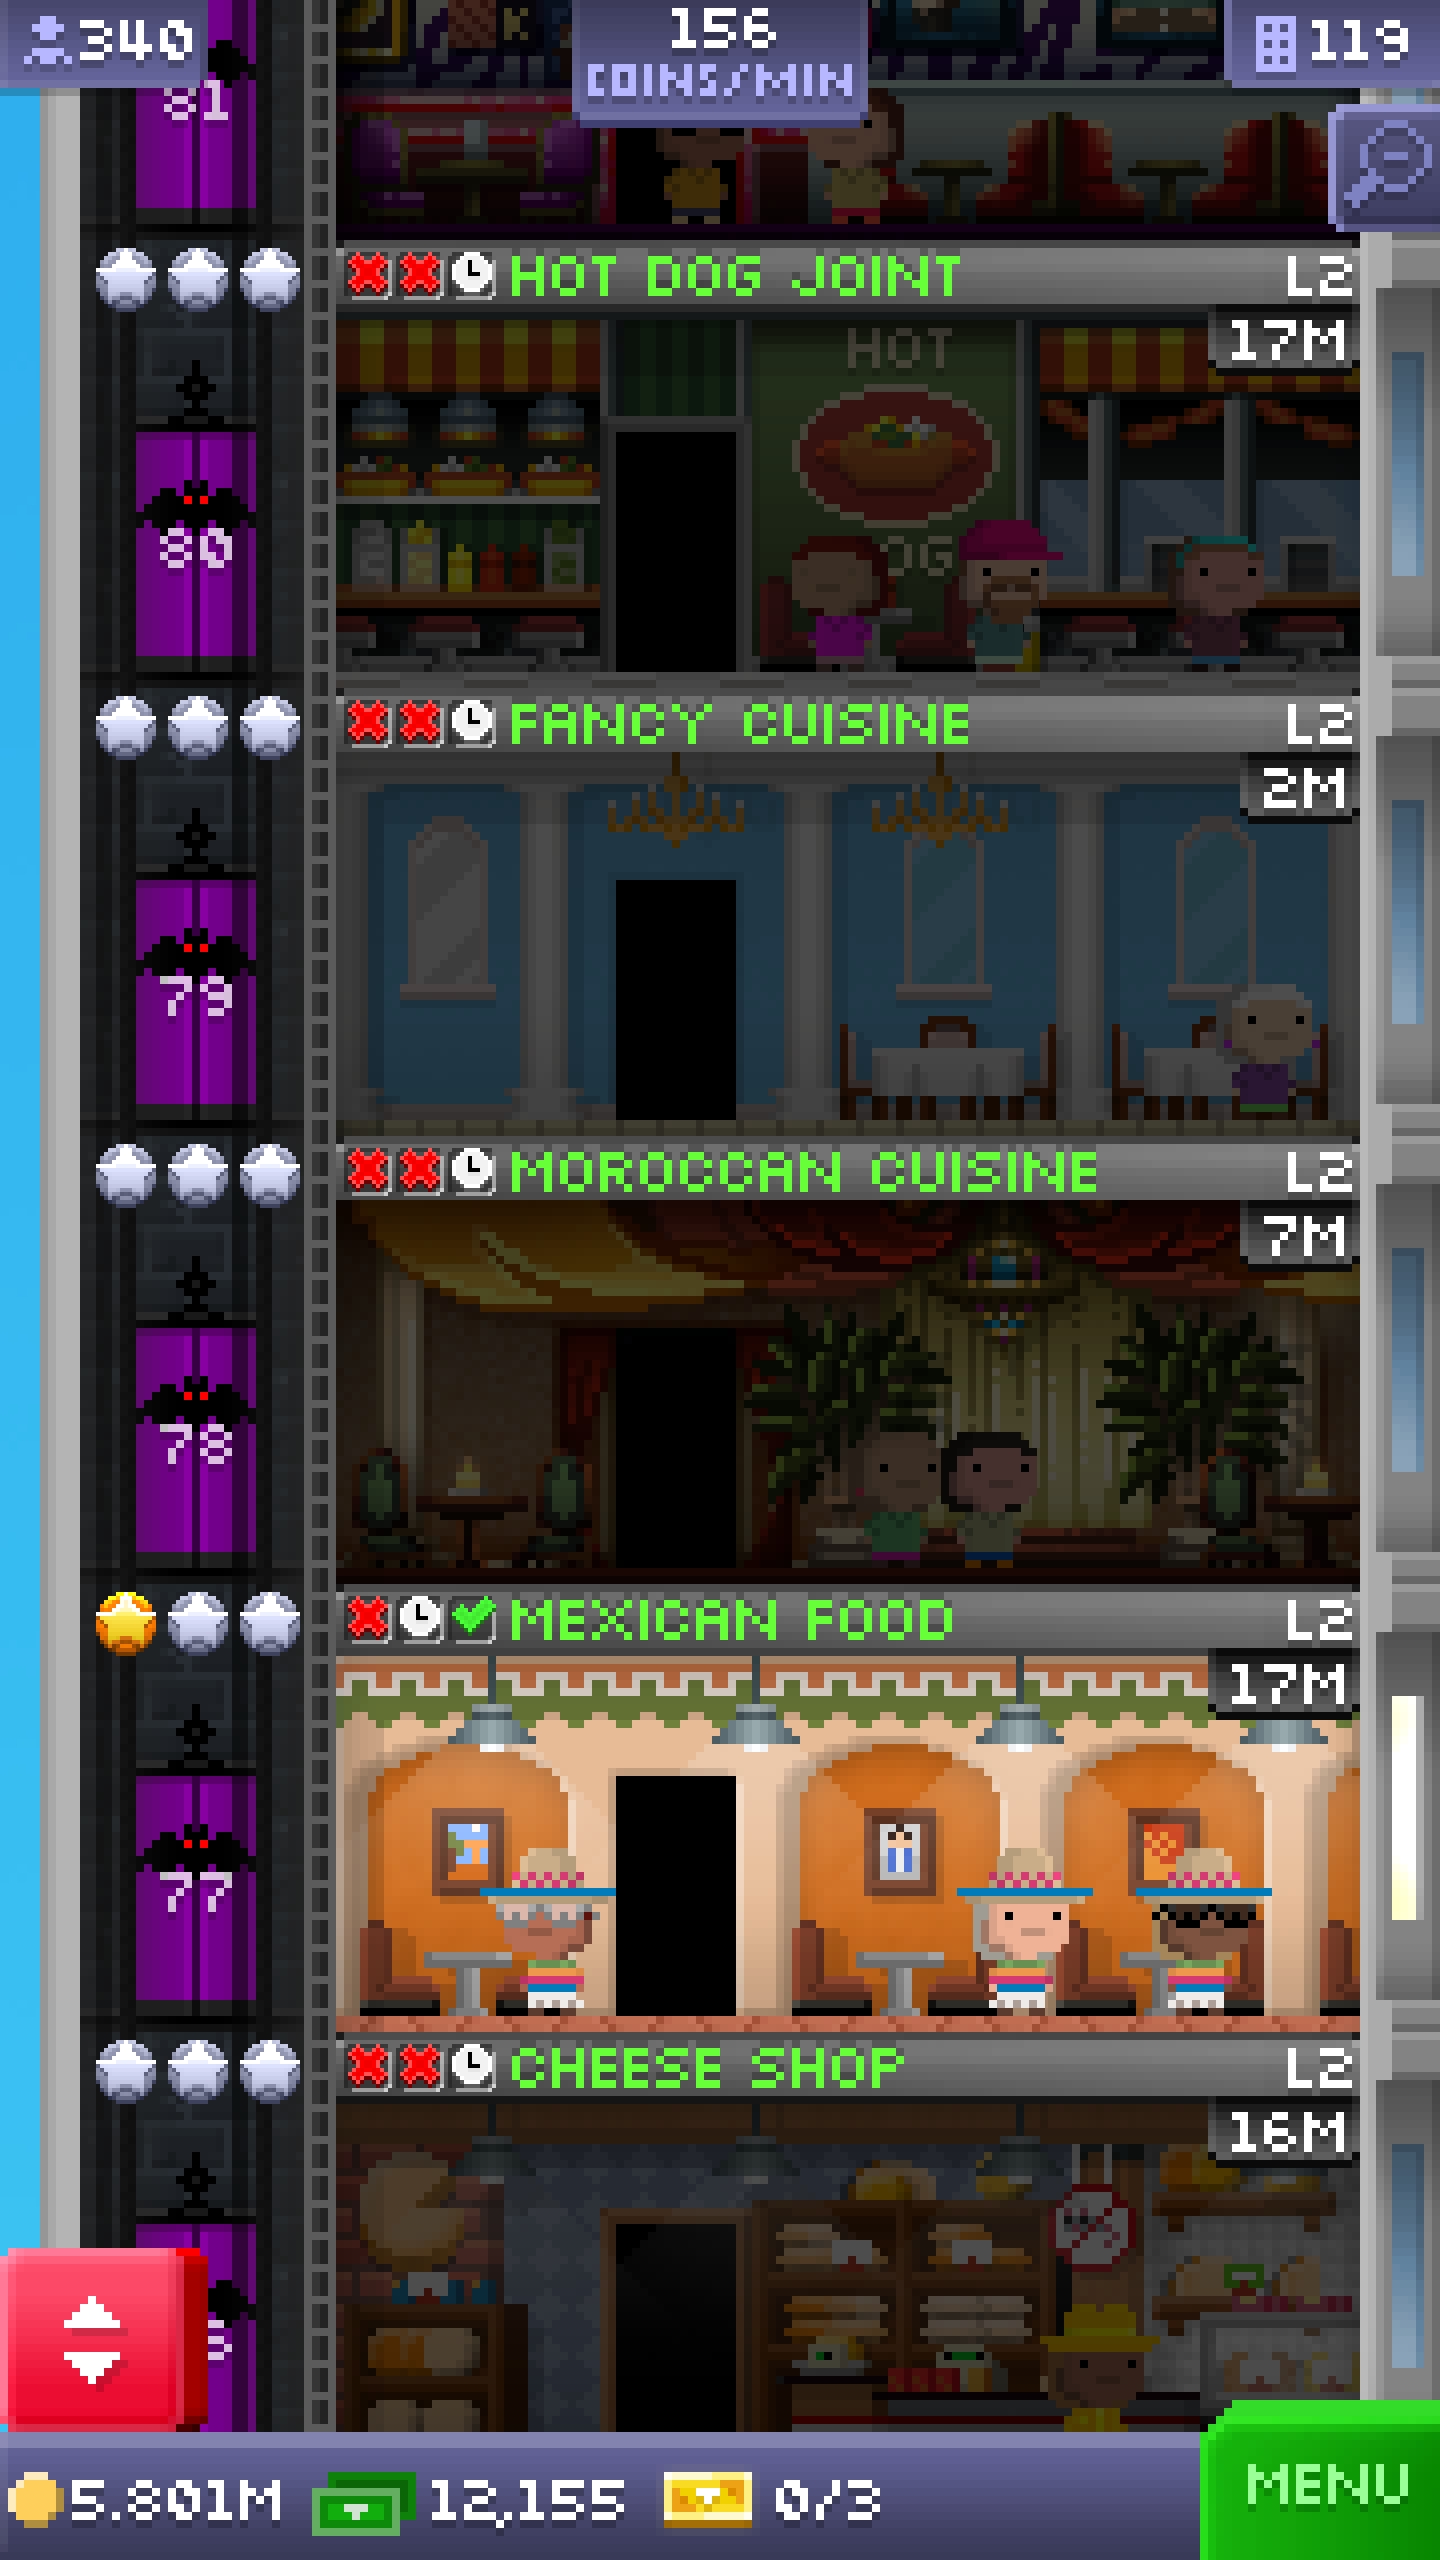 340
156
COINS/MIN
119
81
K
HOT DOG JOINT
L2
17M
HOT
80
OG
FANCY CUISINE
L2
2M
79
MOROCCAN CUISINE
L2
7M
78
MEXICAN FOOD
L2
17M
77
CHEESE SHOP
L2
16M
5.801M
12,155
0/3
MENU